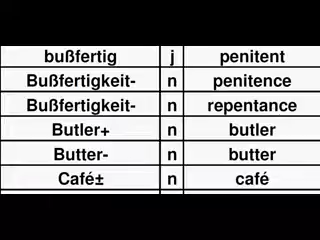 bußfertig j penitent
Bußfertigkeit- n penitence
Bußfertigkeit- n repentance
Butler+ n butler
Butter- n butter
Café± n café